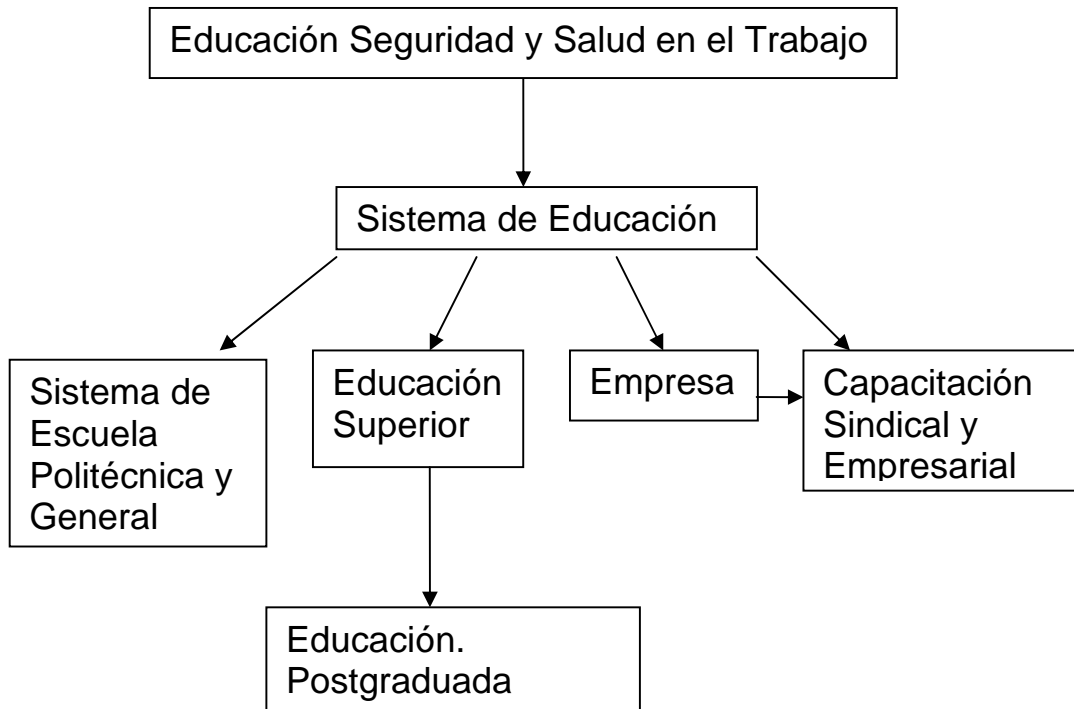 Educación Seguridad y Salud en el Trabajo
Sistema de Educación
Sistema de
Escuela
Politécnica y
General
Educación
Superior
Empresa
Capacitación
Sindical y
Empresarial
Educación.
Postgraduada